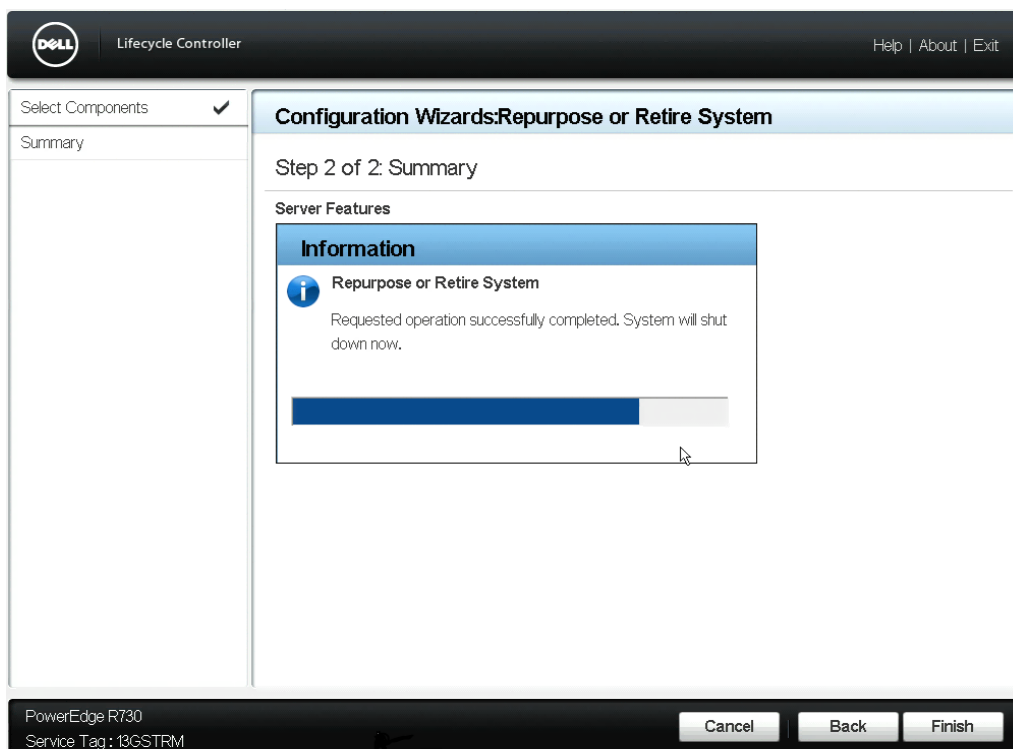 DELL
Lifecycle Controller
Help | About | Exit
Select Components
Summary
Configuration Wizards:Repurpose or Retire System
Step 2 of 2: Summary
Server Features
Information
Repurpose or Retire System
Requested operation successfully completed. System will shut
down now.
PowerEdge R730
Service Tag : 13GSTRM
Cancel
Back
Finish